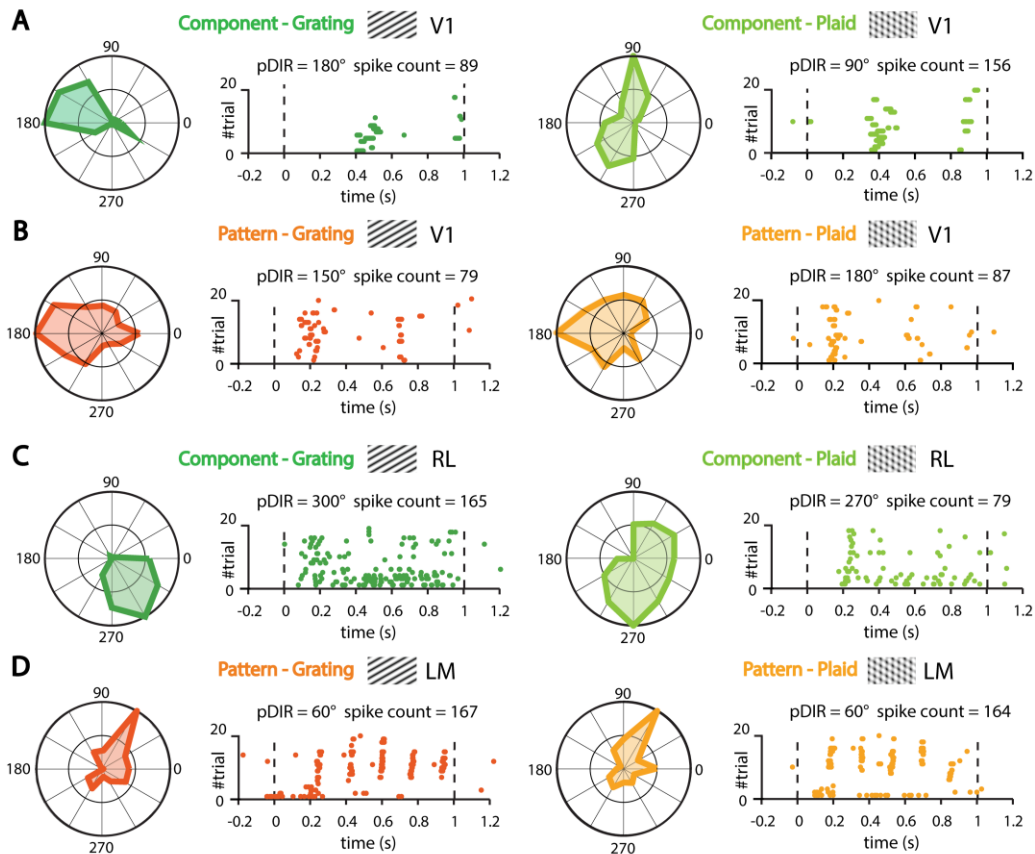 A Component - Grating V1 Component - Plaid V1
90 90
pDIR = 180° spike count = 89 pDIR = 90° spike count = 156
20 20
#trial #trial
180 0 180 0
0 0
-0.2 0 0.2 0.4 0.6 0.8 1 1.2 -0.2 0 0.2 0.4 0.6 0.8 1 1.2
270 time (s) 270 time (s)
B Pattern - Grating V1 Pattern - Plaid V1
90 90
pDIR = 150° spike count = 79 pDIR = 180° spike count = 87
20 20
#trial #trial
180 0 180 0
0 0
-0.2 0 0.2 0.4 0.6 0.8 1 1.2 -0.2 0 0.2 0.4 0.6 0.8 1 1.2
270 time (s) 270 time (s)
C Component - Grating RL Component - Plaid RL
90 90
pDIR = 300° spike count = 165 pDIR = 270° spike count = 79
20 20
#trial #trial
180 0 180 0
0 0
-0.2 0 0.2 0.4 0.6 0.8 1 1.2 -0.2 0 0.2 0.4 0.6 0.8 1 1.2
270 time (s) 270 time (s)
D Pattern - Grating LM Pattern - Plaid LM
90 90
pDIR = 60° spike count = 167 pDIR = 60° spike count = 164
20 20
#trial #trial
180 0 180 0
0 0
-0.2 0 0.2 0.4 0.6 0.8 1 1.2 -0.2 0 0.2 0.4 0.6 0.8 1 1.2
270 time (s) 270 time (s)